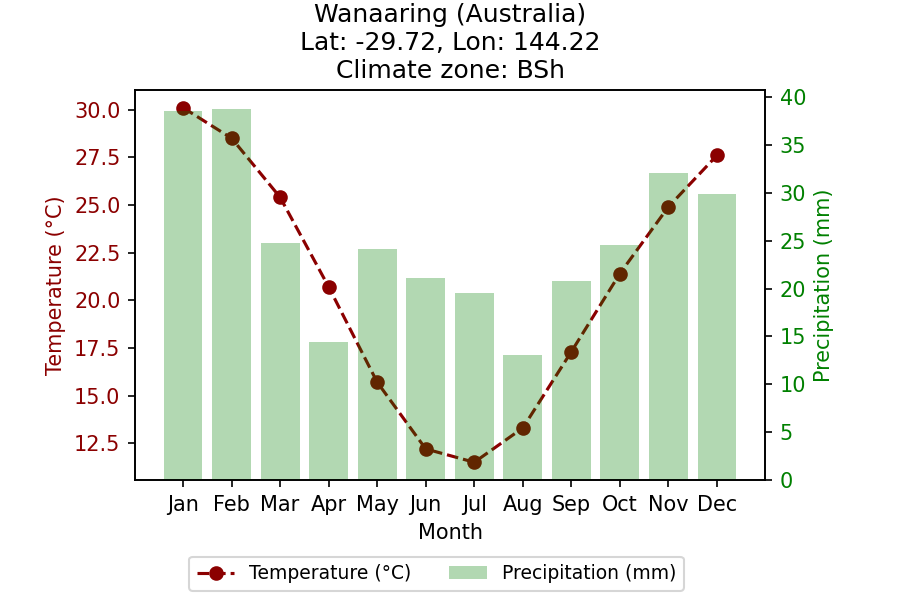 Wanaaring (Australia)
Lat: -29.72, Lon: 144.22
Climate zone: BSh
Temperature (°C)
30.0
27.5
25.0
22.5
20.0
17.5
15.0
12.5
40
35
30
25
20
15
10
5
0
Precipitation (mm)
Jan Feb Mar Apr May Jun Jul Aug Sep Oct Nov Dec
Month
Temperature (°C) Precipitation (mm)